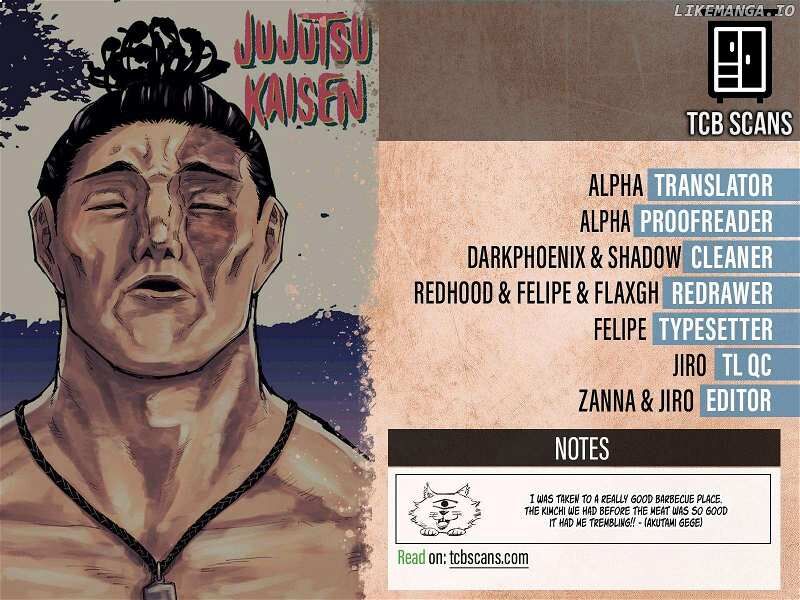 LIKEMANGA.IO
JUJUTSU
KAISEN
TCB SCANS
ALPHA TRANSLATOR
ALPHA PROOFREADER
DARKPHOENIX & SHADOW CLEANER
REDHOOD & FELIPE & FLAXGH REDRAWER
FELIPE TYPESETTER
JIRO TL QC
ZANNA & JIRO EDITOR
NOTES
I WAS TAKEN TO A REALLY GOOD BARBECUE PLACE.
THE KIMCHI WE HAD BEFORE THE MEAT WAS SO GOOD
IT HAD ME TREMBLING!! - (AKUTAMI GEGE)
Read on: tcbscans.com